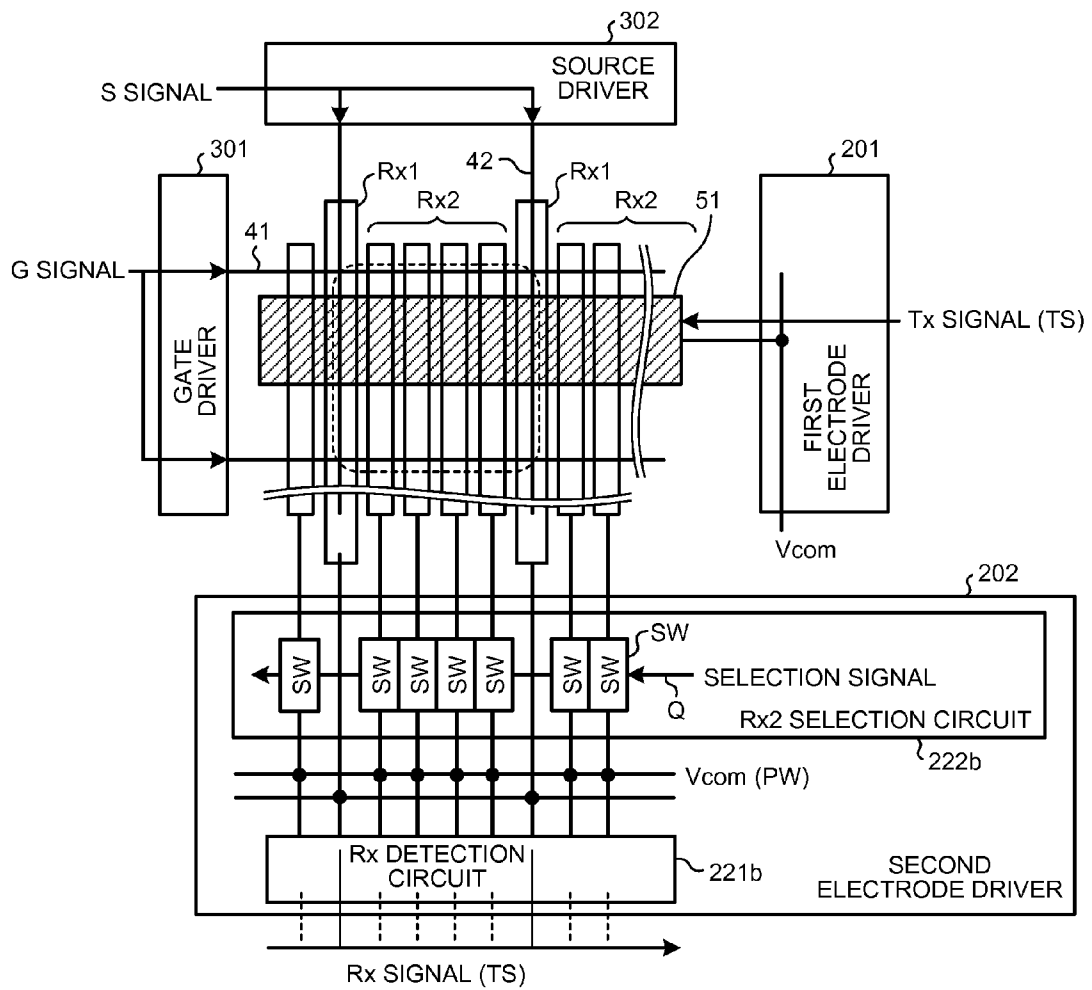 302
SOURCE
DRIVER
S SIGNAL
301
Rx1
42
Rx1
201
Rx2
Rx2
51
41
G SIGNAL
Tx SIGNAL (TS)
GATE
DRIVER
FIRST
ELECTRODE
DRIVER
Vcom
202
SW
SW
SW
SW
SW
SW
SW
SW
SELECTION SIGNAL
Q
Rx2 SELECTION CIRCUIT
222b
Vcom (PW)
Rx DETECTION
CIRCUIT
221b
SECOND
ELECTRODE DRIVER
Rx SIGNAL (TS)